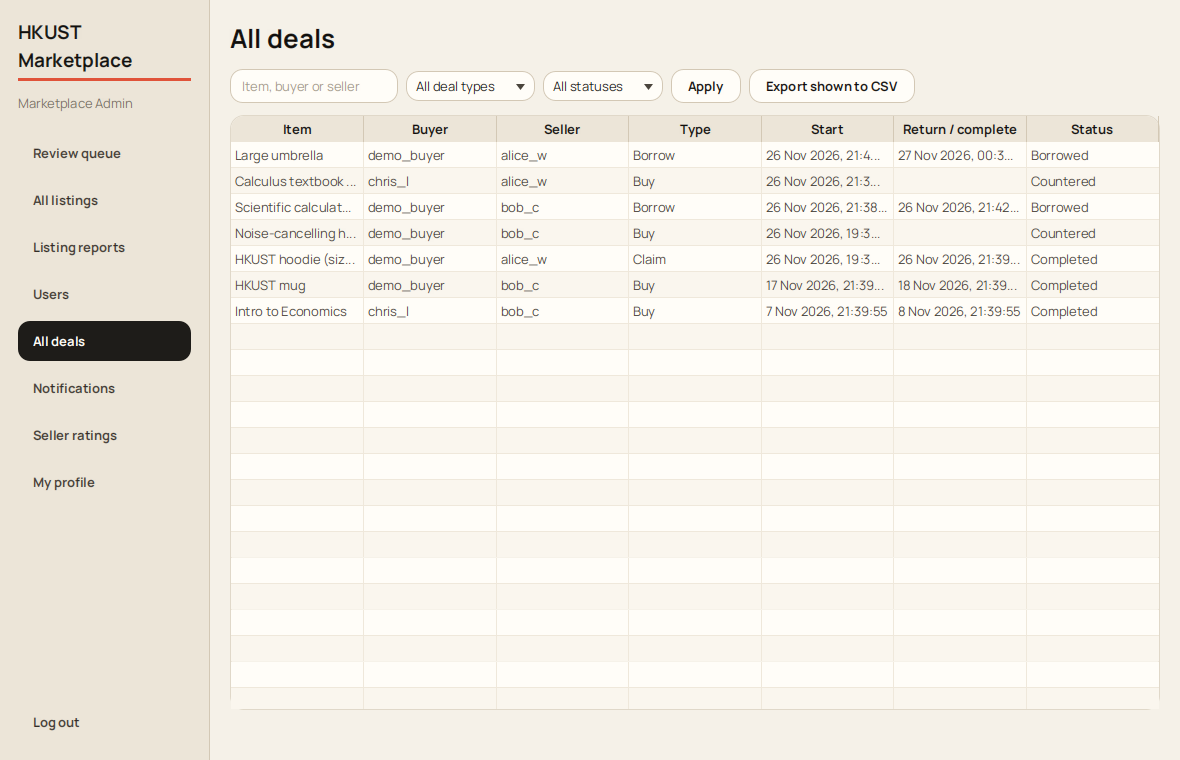 HKUST
Marketplace
Marketplace Admin
Review queue
All listings
Listing reports
Users
All deals
Notifications
Seller ratings
My profile
Log out
All deals
Item, buyer or seller All deal types All statuses Apply Export shown to CSV
Item Buyer Seller Type Start Return / complete Status
Large umbrella demo_buyer alice_w Borrow 26 Nov 2026, 21:4... 27 Nov 2026, 00:3... Borrowed
Calculus textbook ... chris_l alice_w Buy 26 Nov 2026, 21:3... Countered
Scientific calculat... demo_buyer bob_c Borrow 26 Nov 2026, 21:38... 26 Nov 2026, 21:42... Borrowed
Noise-cancelling h... demo_buyer bob_c Buy 26 Nov 2026, 19:3... Countered
HKUST hoodie (siz... demo_buyer alice_w Claim 26 Nov 2026, 19:3... 26 Nov 2026, 21:39... Completed
HKUST mug demo_buyer bob_c Buy 17 Nov 2026, 21:39... 18 Nov 2026, 21:39... Completed
Intro to Economics chris_l bob_c Buy 7 Nov 2026, 21:39:55 8 Nov 2026, 21:39:55 Completed